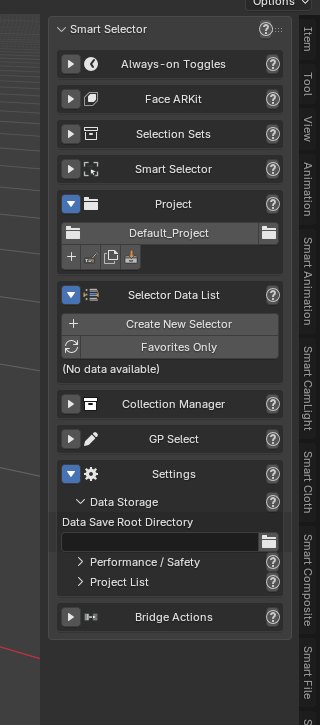 Options
Smart Selector
Always-on Toggles
Face ARKit
Selection Sets
Smart Selector
Project
Default_Project
Selector Data List
Create New Selector
Favorites Only
(No data available)
Collection Manager
GP Select
Settings
Data Storage
Data Save Root Directory
Performance / Safety
Project List
Bridge Actions
Item
Tool
View
Animation
Smart Animation
Smart CamLight
Smart Cloth
Smart Composite
Smart File